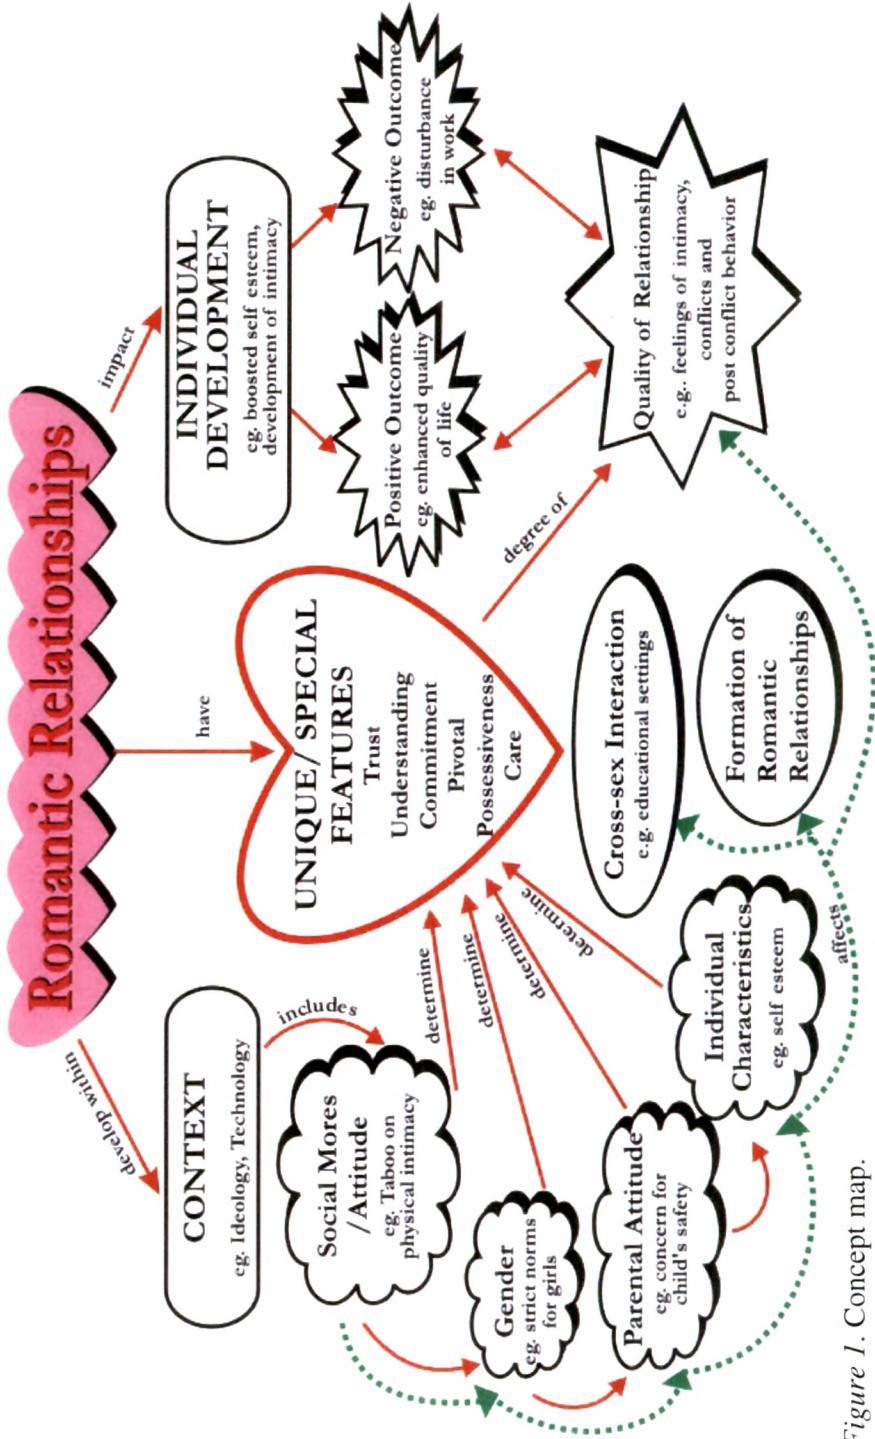 Romantic Relationships
develop within
have
impact
CONTEXT
eg. Ideology, Technology
includes
Social Mores
/Attitude
eg. Taboo on
physical intimacy
Gender
eg. strict norms
for girls
Parental Attitude
eg. concern for
child's safety
Individual
Characteristics
eg. self esteem
determine
determine
determine
determine
affects
UNIQUE/ SPECIAL
FEATURES
Trust
Understanding
Commitment
Pivotal
Possessiveness
Care
Cross-sex Interaction
e.g. educational settings
Formation of
Romantic
Relationships
degree of
INDIVIDUAL
DEVELOPMENT
eg. boosted self esteem,
development of intimacy
Positive Outcome
eg. enhanced quality
of life
Negative Outcome
eg. disturbance
in work
Quality of Relationship
e.g.. feelings of intimacy,
conflicts and
post conflict behavior
Figure 1. Concept map.